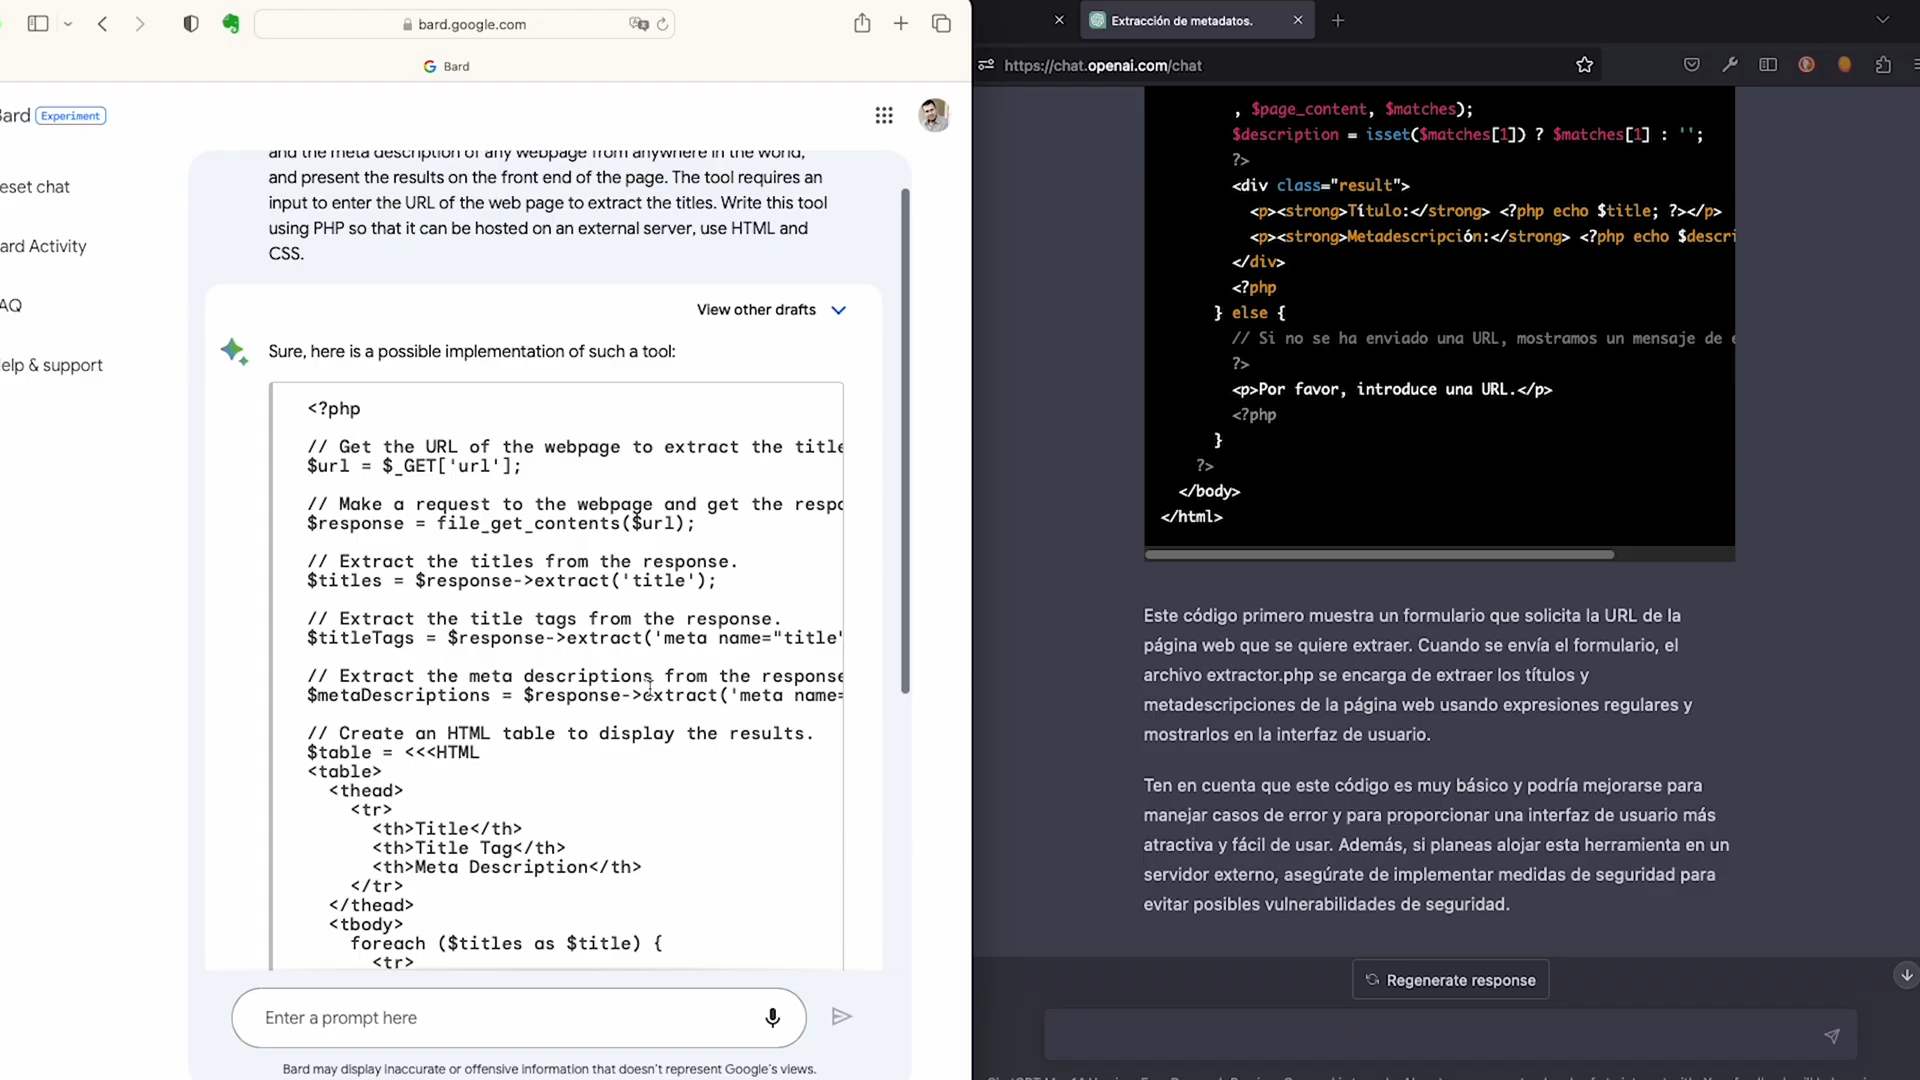 bard.google.com
Bard
ard
Experiment
eset chat
ard Activity
AQ
elp & support
and the meta description of any webpage from anywhere in the world,
and present the results on the front end of the page. The tool requires an
input to enter the URL of the web page to extract the titles. Write this tool
using PHP so that it can be hosted on an external server, use HTML and
CSS.
View other drafts
Sure, here is a possible implementation of such a tool:
<?php
// Get the URL of the webpage to extract the title
$url = $_GET['url'];
// Make a request to the webpage and get the respo
$response = file_get_contents($url);
// Extract the titles from the response.
$titles = $response->extract('title');
// Extract the title tags from the response.
$titleTags = $response->extract('meta name="title"
// Extract the meta descriptions from the response
$metaDescriptions = $response->extract('meta name=
// Create an HTML table to display the results.
$table = <<<HTML
<table>
<thead>
<tr>
<th>Title</th>
<th>Title Tag</th>
<th>Meta Description</th>
</tr>
</thead>
<tbody>
foreach ($titles as $title) {
<tr>
Enter a prompt here
Bard may display inaccurate or offensive information that doesn't represent Google's views.
Extracción de metadatos.
https://chat.openai.com/chat
, $page_content, $matches);
$description = isset($matches[1]) ? $matches[1] : '';
?>
<div class="result">
<p><strong>Título:</strong> <?php echo $title; ?></p>
<p><strong>Metadescripción:</strong> <?php echo $descri
</div>
<?php
} else {
// Si no se ha enviado una URL, mostramos un mensaje de e
?>
<p>Por favor, introduce una URL.</p>
<?php
}
?>
</body>
</html>
Este código primero muestra un formulario que solicita la URL de la
página web que se quiere extraer. Cuando se envía el formulario, el
archivo extractor.php se encarga de extraer los títulos y
metadescripciones de la página web usando expresiones regulares y
mostrarlos en la interfaz de usuario.
Ten en cuenta que este código es muy básico y podría mejorarse para
manejar casos de error y para proporcionar una interfaz de usuario más
atractiva y fácil de usar. Además, si planeas alojar esta herramienta en un
servidor externo, asegúrate de implementar medidas de seguridad para
evitar posibles vulnerabilidades de seguridad.
Regenerate response